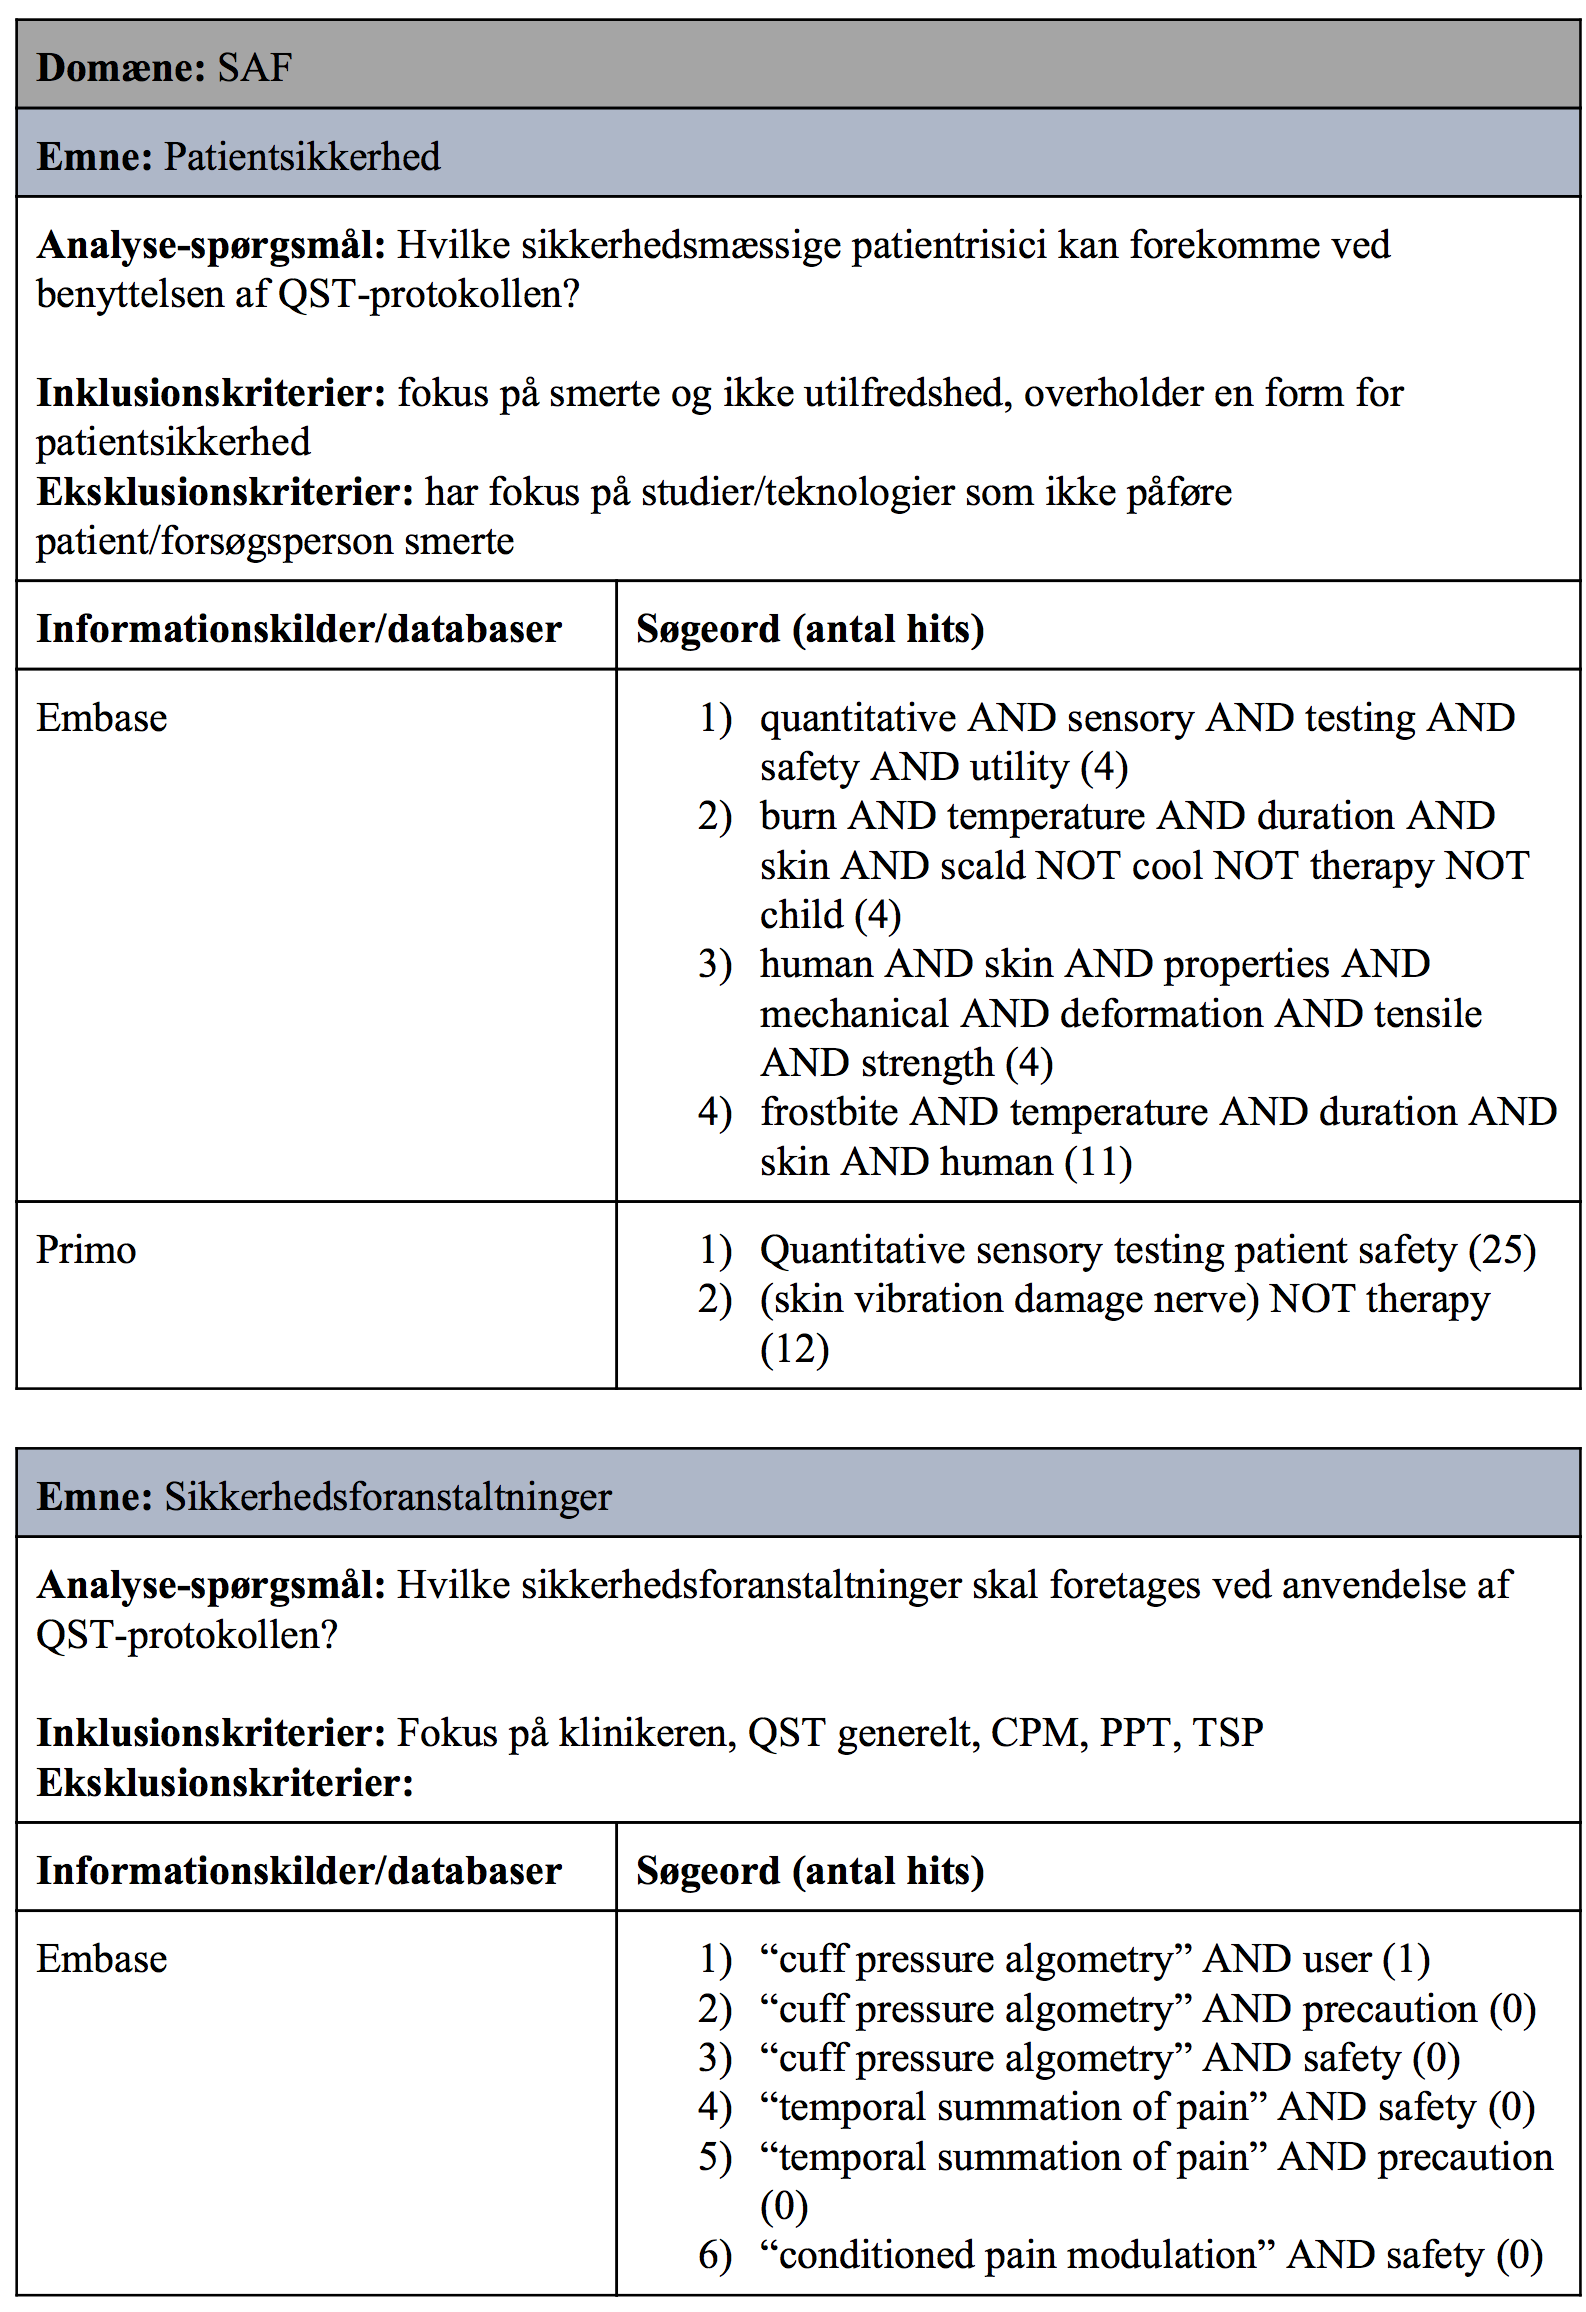 Domæne: SAF
Emne: Patientsikkerhed
Analyse-spørgsmål: Hvilke sikkerhedsmæssige patientrisici kan forekomme ved
benyttelsen af QST-protokollen?
Inklusionskriterier: fokus på smerte og ikke utilfredshed, overholder en form for
patientsikkerhed
Eksklusionskriterier: har fokus på studier/teknologier som ikke påføre
patient/forsøgsperson smerte
Informationskilder/databaser
Søgeord (antal hits)
Embase
1) quantitative AND sensory AND testing AND
safety AND utility (4)
2) burn AND temperature AND duration AND
skin AND scald NOT cool NOT therapy NOT
child (4)
3) human AND skin AND properties AND
mechanical AND deformation AND tensile
AND strength (4)
4) frostbite AND temperature AND duration AND
skin AND human (11)
Primo
1) Quantitative sensory testing patient safety (25)
2) (skin vibration damage nerve) NOT therapy
(12)
Emne: Sikkerhedsforanstaltninger
Analyse-spørgsmål: Hvilke sikkerhedsforanstaltninger skal foretages ved anvendelse af
QST-protokollen?
Inklusionskriterier: Fokus på klinikeren, QST generelt, CPM, PPT, TSP
Eksklusionskriterier:
Informationskilder/databaser
Søgeord (antal hits)
Embase
1) “cuff pressure algometry” AND user (1)
2) “cuff pressure algometry” AND precaution (0)
3) “cuff pressure algometry” AND safety (0)
4) “temporal summation of pain” AND safety (0)
5) “temporal summation of pain” AND precaution
(0)
6) “conditioned pain modulation” AND safety (0)